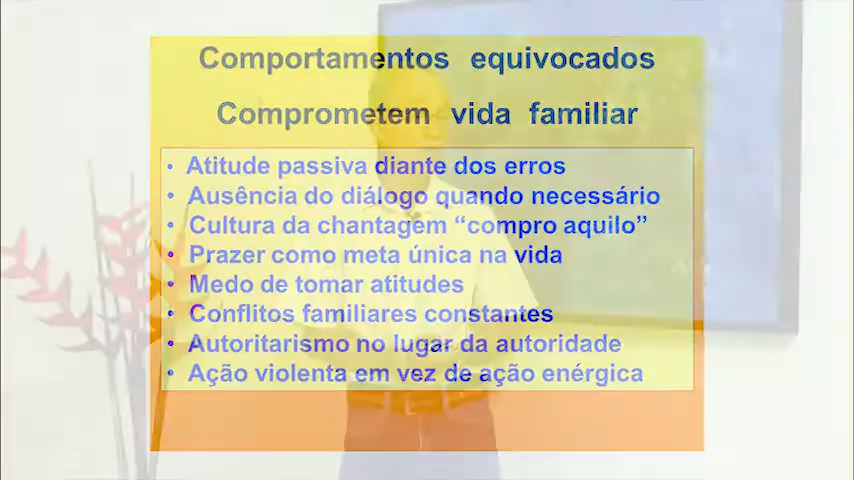 Comportamentos equivocados
Comprometem vida familiar
• Atitude passiva diante dos erros
• Ausência do diálogo quando necessário
• Cultura da chantagem “compro aquilo”
• Prazer como meta única na vida
• Medo de tomar atitudes
• Conflitos familiares constantes
• Autoritarismo no lugar da autoridade
• Ação violenta em vez de ação enérgica